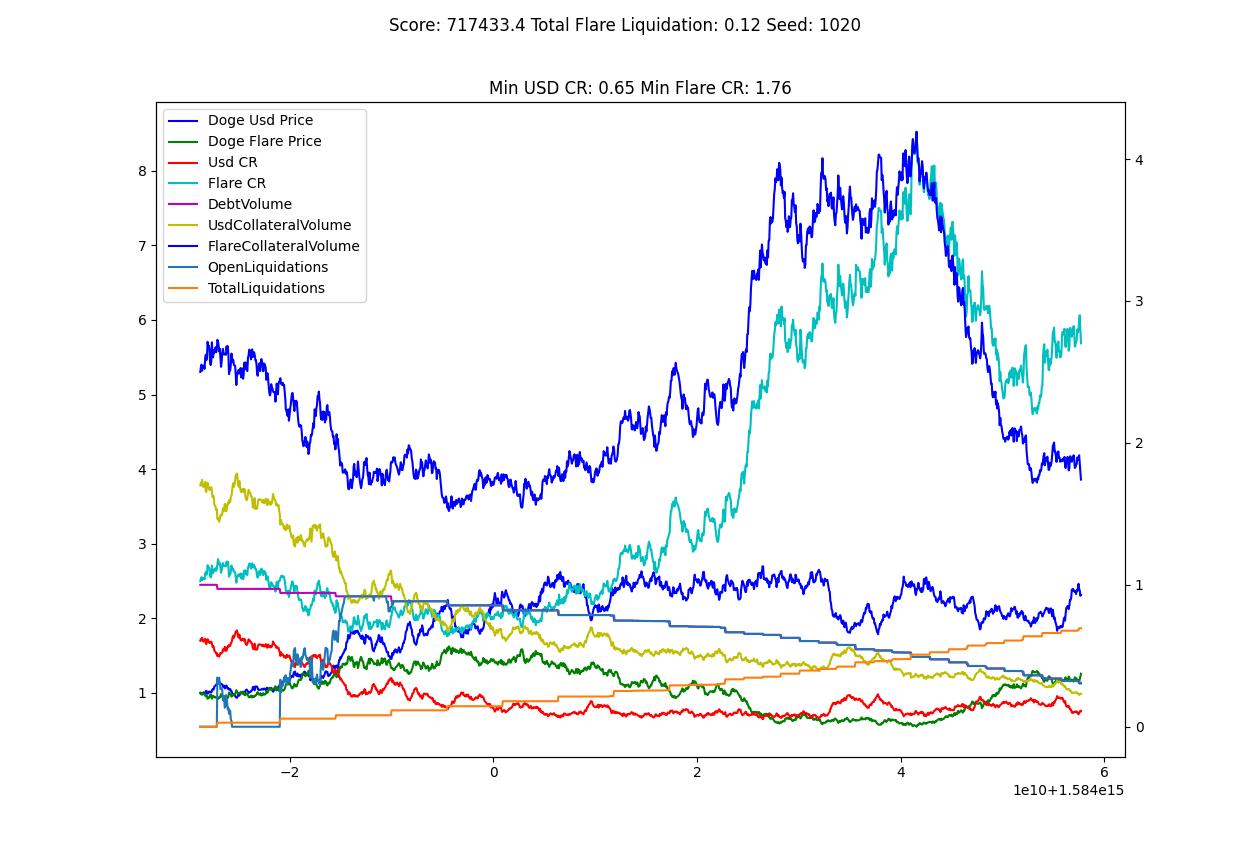 Score: 717433.4 Total Flare Liquidation: 0.12 Seed: 1020
Min USD CR: 0.65 Min Flare CR: 1.76
Doge Usd Price
Doge Flare Price
Usd CR
Flare CR
DebtVolume
UsdCollateralVolume
FlareCollateralVolume
OpenLiquidations
TotalLiquidations
8
7
6
5
4
3
2
1
4
3
2
1
0
−2
0
2
4
6
1e10+1.584e15